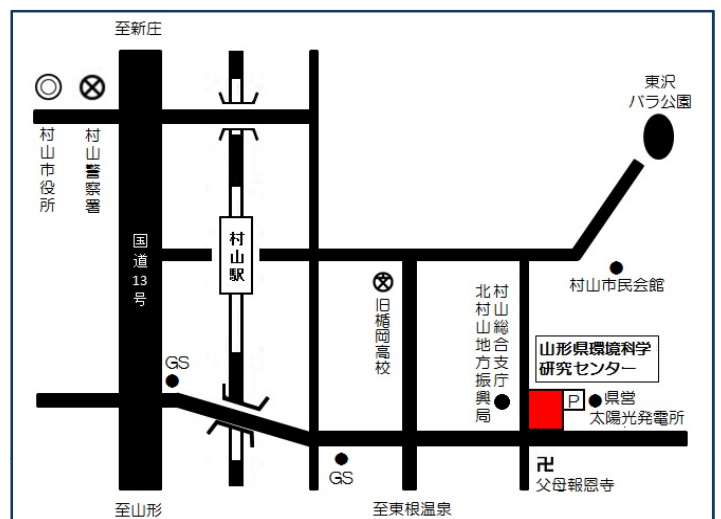 至新庄
東沢
バラ公園
村山市役所
村山警察署
国道13号
村山駅
村山市民会館
旧楯岡高校
村山総合支庁
北村山地方振興局
山形県環境科学
研究センター
GS
P
県営
太陽光発電所
GS
卍
父母報恩寺
至山形
至東根温泉